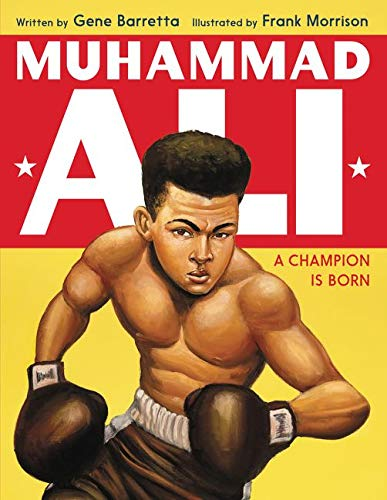 Written by Gene Barretta Illustrated by Frank Morrison
MUHAMMAD
ALI
A CHAMPION
IS BORN